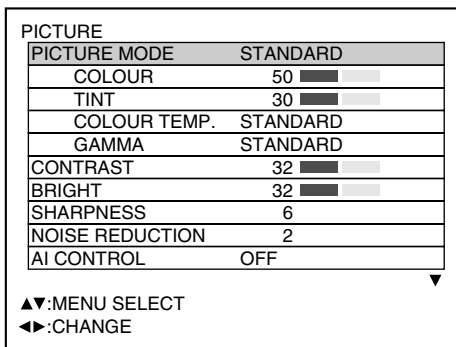 PICTURE
PICTURE MODE STANDARD
COLOUR 50
TINT 30
COLOUR TEMP. STANDARD
GAMMA STANDARD
CONTRAST 32
BRIGHT 32
SHARPNESS 6
NOISE REDUCTION 2
AI CONTROL OFF
▼
▲▼:MENU SELECT
◄►:CHANGE